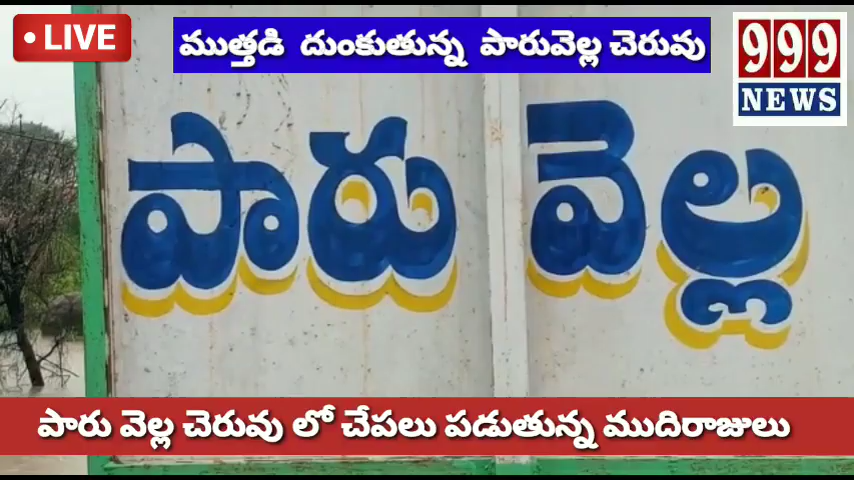 LIVE
ముత్తడి దుంకుతున్న పారువెల్ల చెరువు
999
NEWS
పారు వెల్ల
పారు వెల్ల చెరువు లో చేపలు పడుతున్న ముదిరాజులు